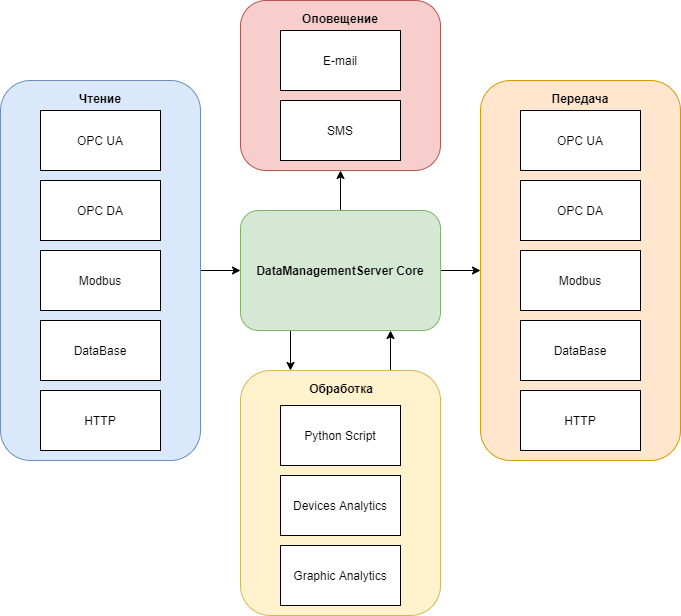 Оповещение
E-mail
SMS
Чтение
OPC UA
OPC DA
Modbus
DataBase
HTTP
DataManagementServer Core
Передача
OPC UA
OPC DA
Modbus
DataBase
HTTP
Обработка
Python Script
Devices Analytics
Graphic Analytics